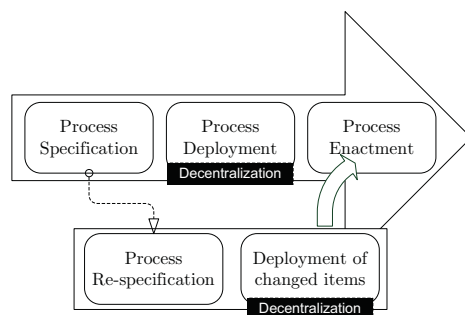 Process
Specification
Process
Deployment
Decentralization
Process
Enactment
Process
Re-specification
Deployment of
changed items
Decentralization